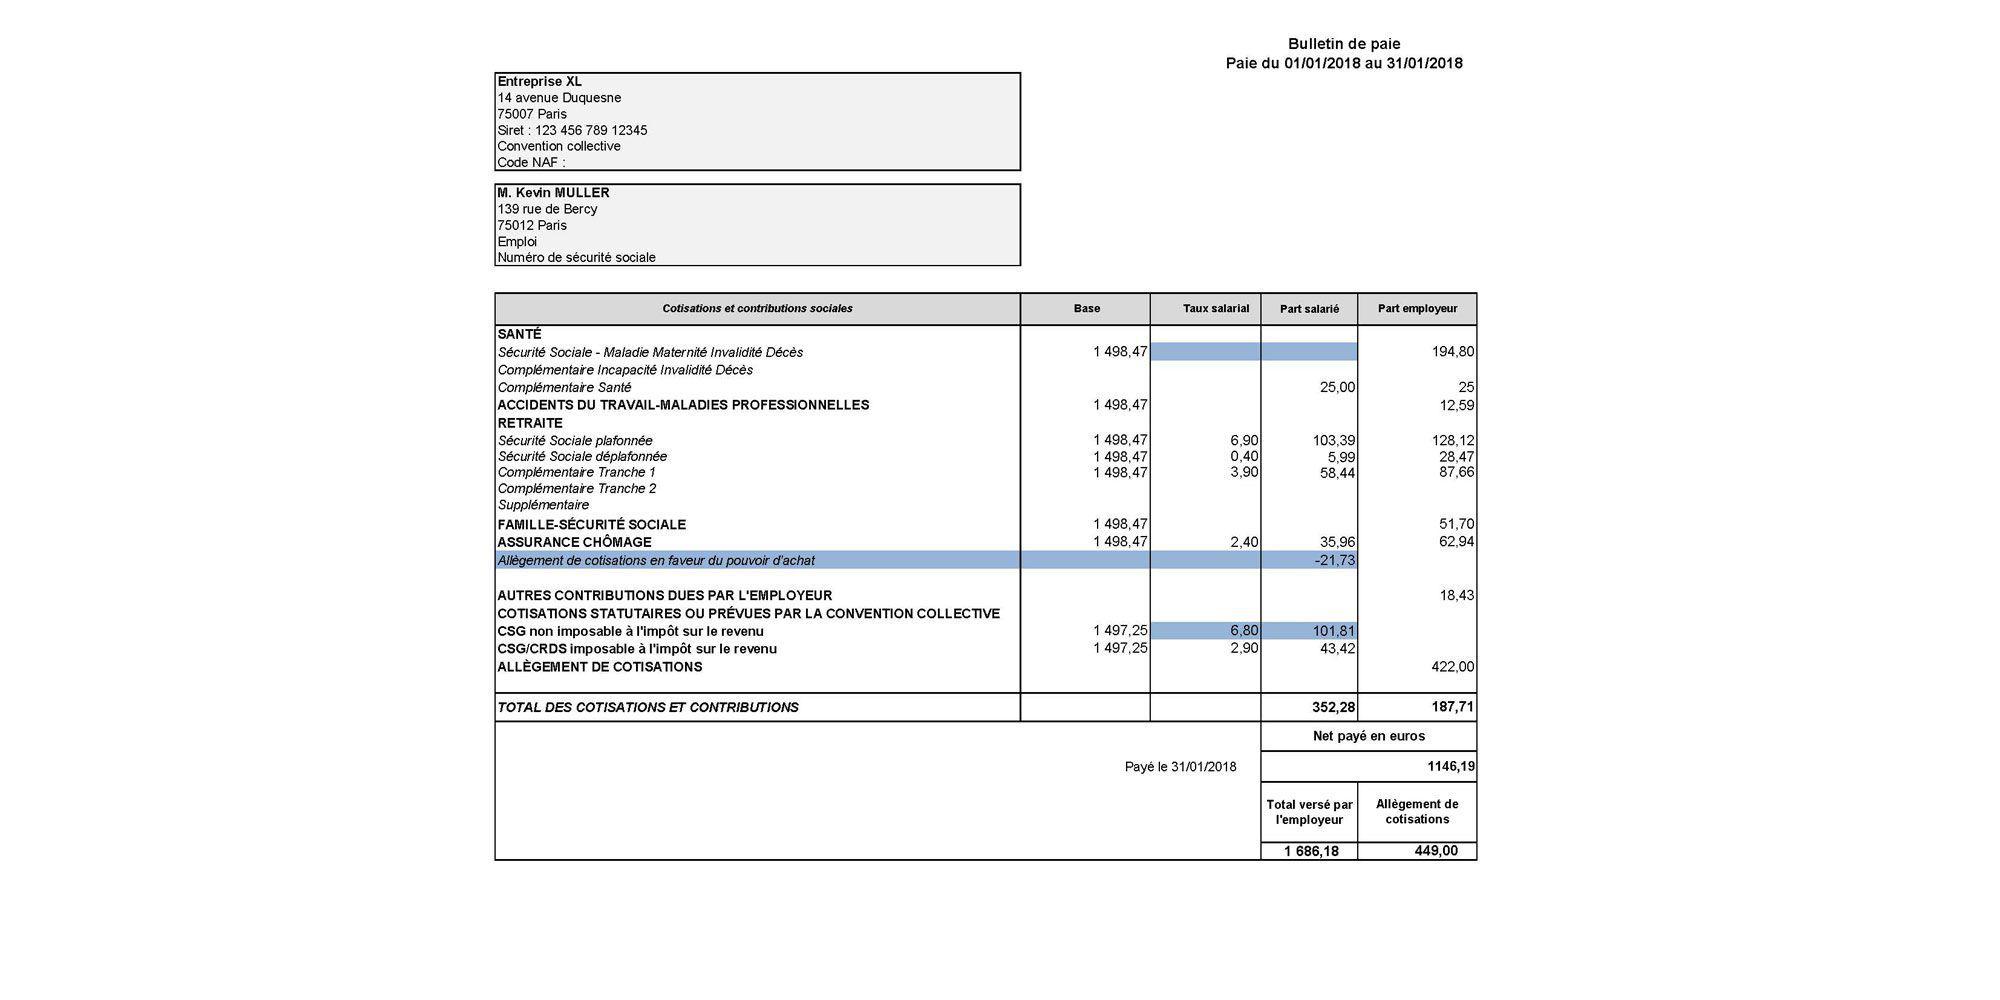 Bulletin de paie
Paie du 01/01/2018 au 31/01/2018
Entreprise XL
14 avenue Duquesne
75007 Paris
Siret : 123 456 789 12345
Convention collective
Code NAF :
M. Kevin MULLER
139 rue de Bercy
75012 Paris
Emploi
Numéro de sécurité sociale
Cotisations et contributions sociales Base Taux salarial Part salarié Part employeur
SANTÉ
Sécurité Sociale - Maladie Maternité Invalidité Décès 1 498,47 194,80
Complémentaire Incapacité Invalidité Décès
Complémentaire Santé 25,00 25
ACCIDENTS DU TRAVAIL-MALADIES PROFESSIONNELLES 1 498,47 12,59
RETRAITE
Sécurité Sociale plafonnée 1 498,47 6,90 103,39 128,12
Sécurité Sociale déplafonnée 1 498,47 0,40 5,99 28,47
Complémentaire Tranche 1 1 498,47 3,90 58,44 87,66
Complémentaire Tranche 2
Supplémentaire
FAMILLE-SÉCURITÉ SOCIALE 1 498,47 51,70
ASSURANCE CHÔMAGE 1 498,47 2,40 35,96 62,94
Allègement de cotisations en faveur du pouvoir d'achat -21,73
AUTRES CONTRIBUTIONS DUES PAR L'EMPLOYEUR 18,43
COTISATIONS STATUTAIRES OU PRÉVUES PAR LA CONVENTION COLLECTIVE
CSG non imposable à l'impôt sur le revenu 1 497,25 6,80 101,81
CSG/CRDS imposable à l'impôt sur le revenu 1 497,25 2,90 43,42
ALLÈGEMENT DE COTISATIONS 422,00
TOTAL DES COTISATIONS ET CONTRIBUTIONS 352,28 187,71
Net payé en euros
Payé le 31/01/2018 1146,19
Total versé par Allègement de
l'employeur cotisations
1 686,18 449,00